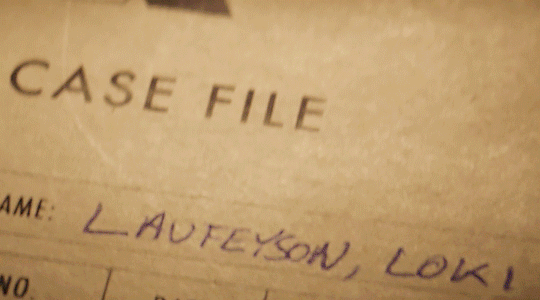 CASE FILE
AME: LAUFEYSON, LOKI
NO.